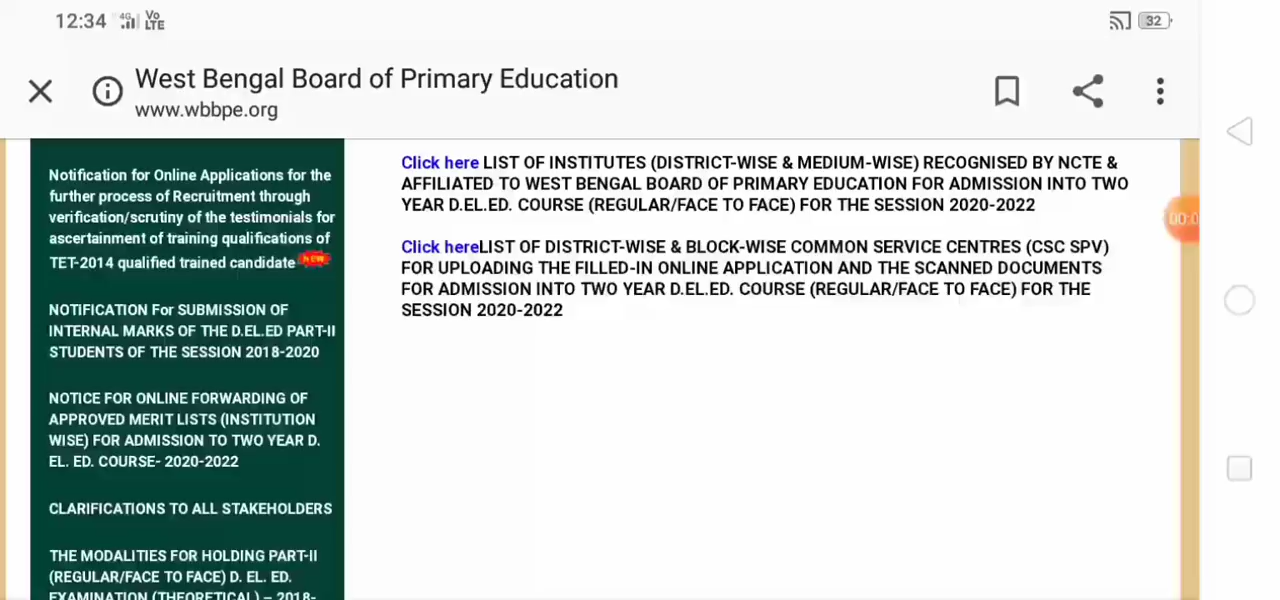 12:34 4G Vo LTE 32
West Bengal Board of Primary Education
www.wbbpe.org
Notification for Online Applications for the
further process of Recruitment through
verification/scrutiny of the testimonials for
ascertainment of training qualifications of
TET-2014 qualified trained candidate NEW
NOTIFICATION For SUBMISSION OF
INTERNAL MARKS OF THE D.EL.ED PART-II
STUDENTS OF THE SESSION 2018-2020
NOTICE FOR ONLINE FORWARDING OF
APPROVED MERIT LISTS (INSTITUTION
WISE) FOR ADMISSION TO TWO YEAR D.
EL. ED. COURSE- 2020-2022
CLARIFICATIONS TO ALL STAKEHOLDERS
THE MODALITIES FOR HOLDING PART-II
(REGULAR/FACE TO FACE) D. EL. ED.
EXAMINATION (THEORETICAL) – 2018-
Click here LIST OF INSTITUTES (DISTRICT-WISE & MEDIUM-WISE) RECOGNISED BY NCTE &
AFFILIATED TO WEST BENGAL BOARD OF PRIMARY EDUCATION FOR ADMISSION INTO TWO
YEAR D.EL.ED. COURSE (REGULAR/FACE TO FACE) FOR THE SESSION 2020-2022
Click hereLIST OF DISTRICT-WISE & BLOCK-WISE COMMON SERVICE CENTRES (CSC SPV)
FOR UPLOADING THE FILLED-IN ONLINE APPLICATION AND THE SCANNED DOCUMENTS
FOR ADMISSION INTO TWO YEAR D.EL.ED. COURSE (REGULAR/FACE TO FACE) FOR THE
SESSION 2020-2022